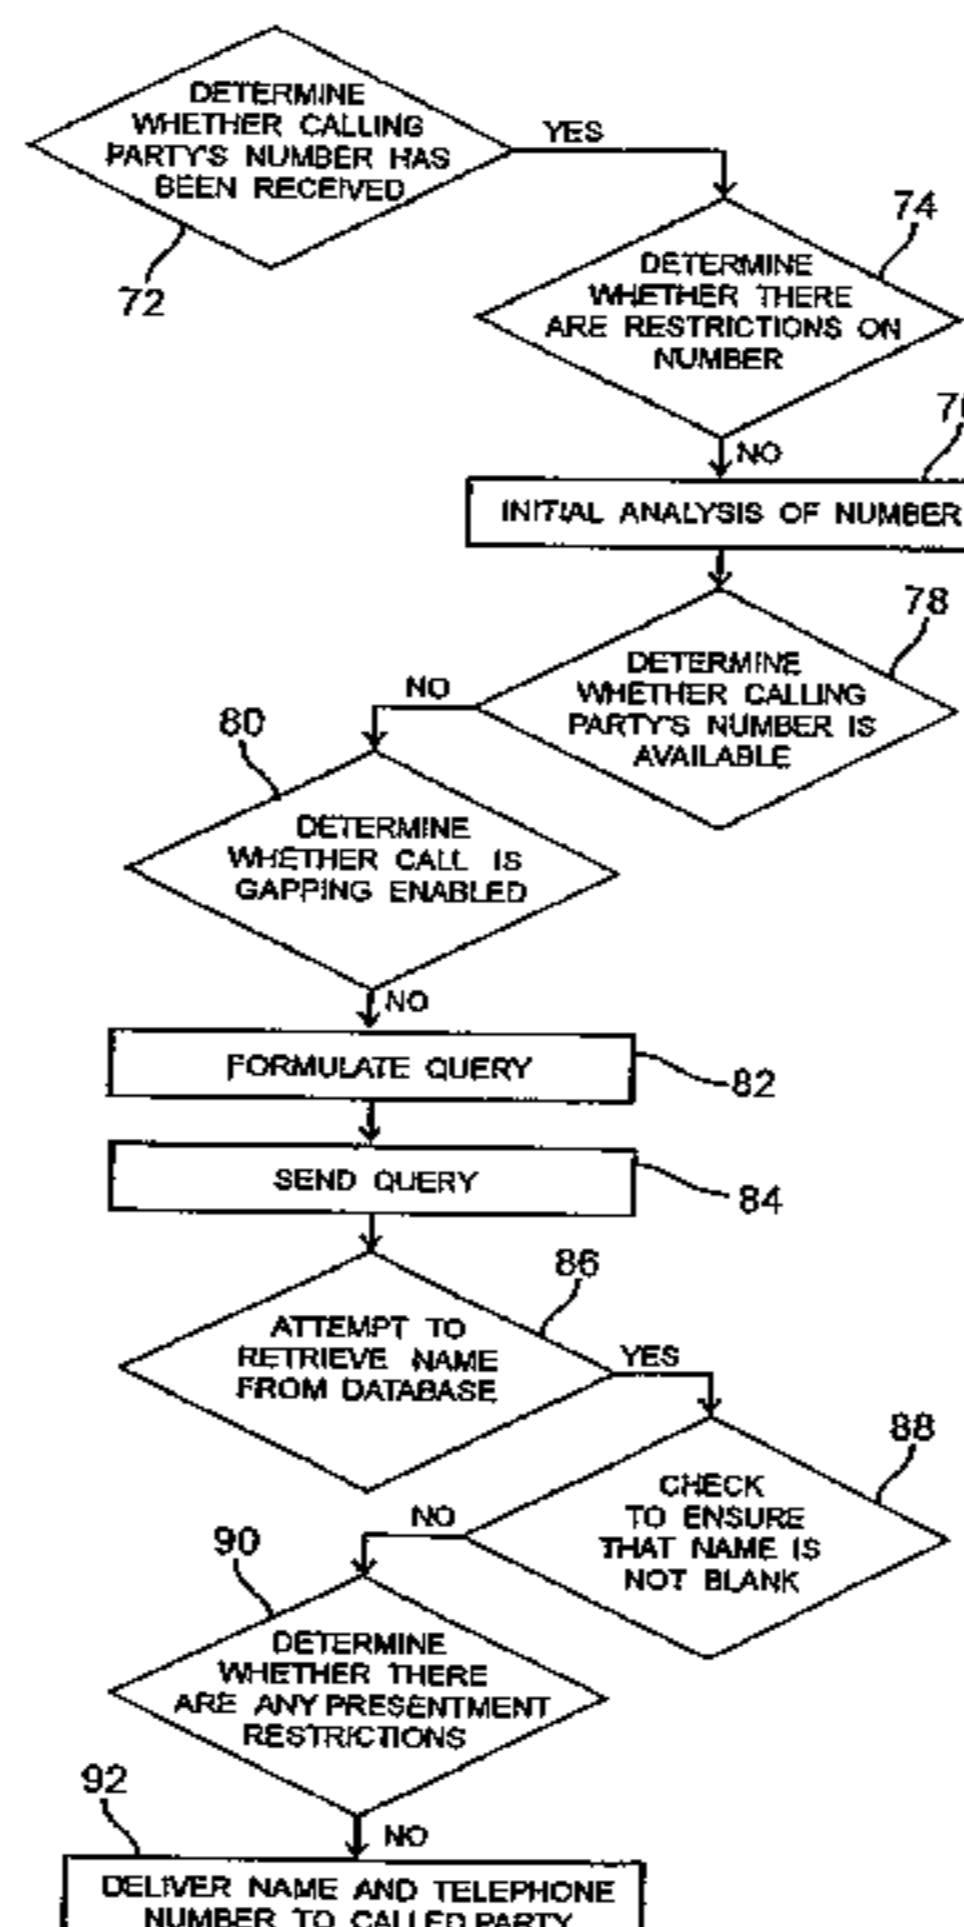 DETERMINE
WHETHER CALLING
PARTY'S NUMBER HAS
BEEN RECEIVED
72
YES
74
DETERMINE
WHETHER THERE
ARE RESTRICTIONS ON
NUMBER
NO
INITIAL ANALYSIS OF NUMBER
78
DETERMINE
WHETHER CALLING
PARTY'S NUMBER IS
AVAILABLE
NO
80
DETERMINE
WHETHER CALL IS
GAPPING ENABLED
NO
FORMULATE QUERY
82
SEND QUERY
84
86
ATTEMPT TO
RETRIEVE NAME
FROM DATABASE
YES
88
CHECK
TO ENSURE
THAT NAME IS
NOT BLANK
NO
90
DETERMINE
WHETHER THERE
ARE ANY PRESENTMENT
RESTRICTIONS
NO
92
DELIVER NAME AND TELEPHONE
NUMBER TO CALLED PARTY